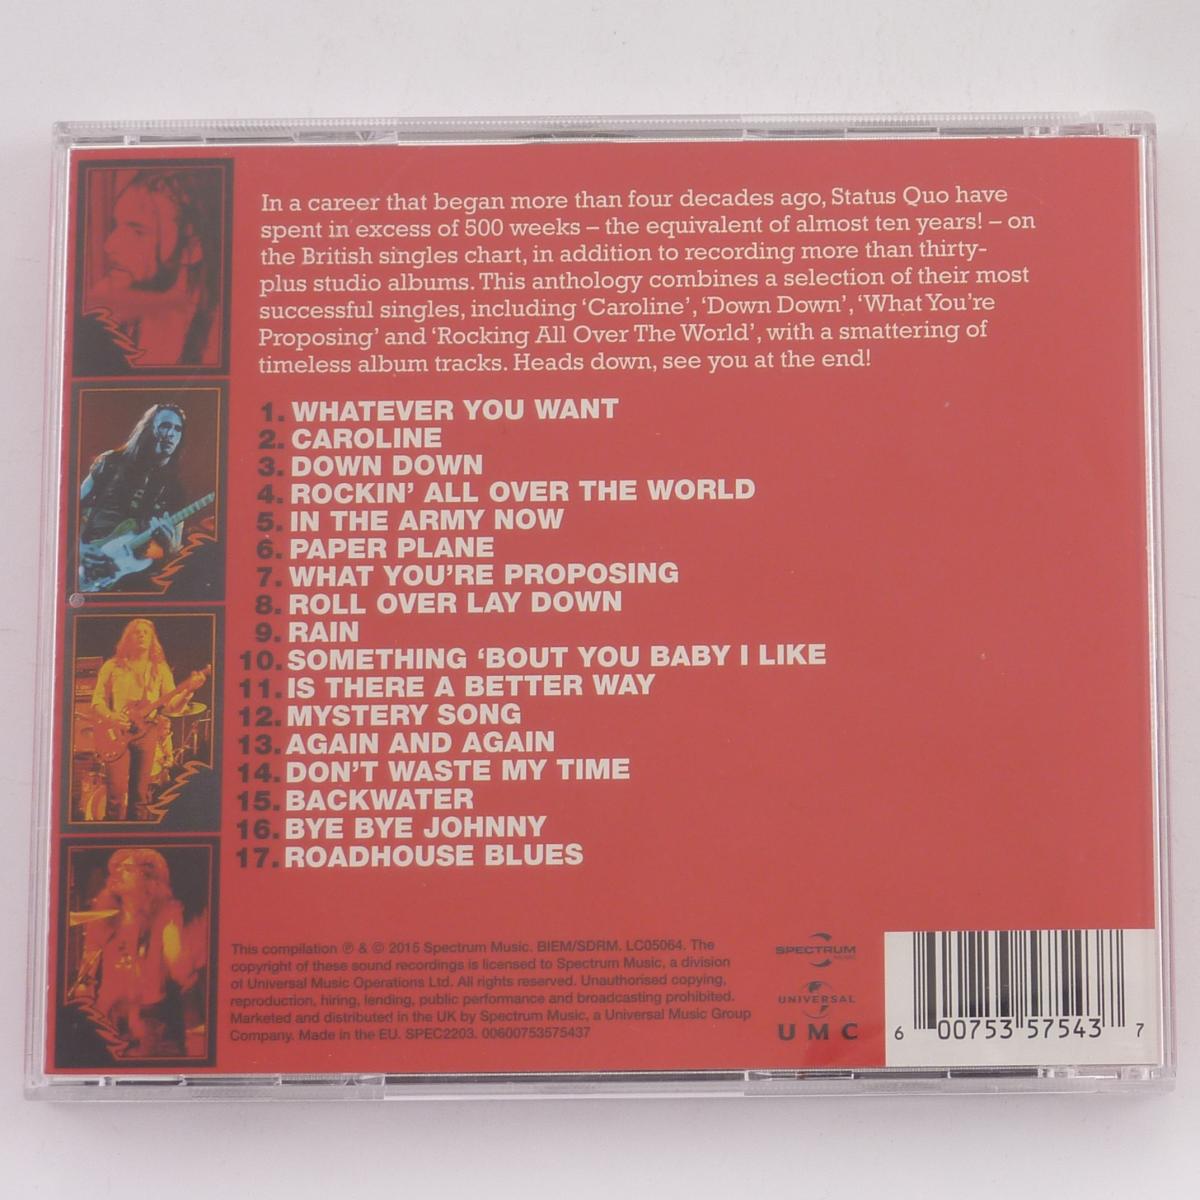 In a career that began more than four decades ago, Status Quo have
spent in excess of 500 weeks – the equivalent of almost ten years! – on
the British singles chart, in addition to recording more than thirty-
plus studio albums. This anthology combines a selection of their most
successful singles, including ‘Caroline’, ‘Down Down’, ‘What You’re
Proposing’ and ‘Rocking All Over The World’, with a smattering of
timeless album tracks. Heads down, see you at the end!
1. WHATEVER YOU WANT
2. CAROLINE
3. DOWN DOWN
4. ROCKIN’ ALL OVER THE WORLD
5. IN THE ARMY NOW
6. PAPER PLANE
7. WHAT YOU’RE PROPOSING
8. ROLL OVER LAY DOWN
9. RAIN
10. SOMETHING ‘BOUT YOU BABY I LIKE
11. IS THERE A BETTER WAY
12. MYSTERY SONG
13. AGAIN AND AGAIN
14. DON’T WASTE MY TIME
15. BACKWATER
16. BYE BYE JOHNNY
17. ROADHOUSE BLUES
This compilation ℗ & © 2015 Spectrum Music. BIEM/SDRM. LC05064. The
copyright of these sound recordings is licensed to Spectrum Music, a division
of Universal Music Operations Ltd. All rights reserved. Unauthorised copying,
reproduction, hiring, lending, public performance and broadcasting prohibited.
Marketed and distributed in the UK by Spectrum Music, a Universal Music Group
Company. Made in the EU. SPEC2203. 00600753575437
SPECTRUM
MUSIC
UNIVERSAL
UMC
6 00753 57543 7